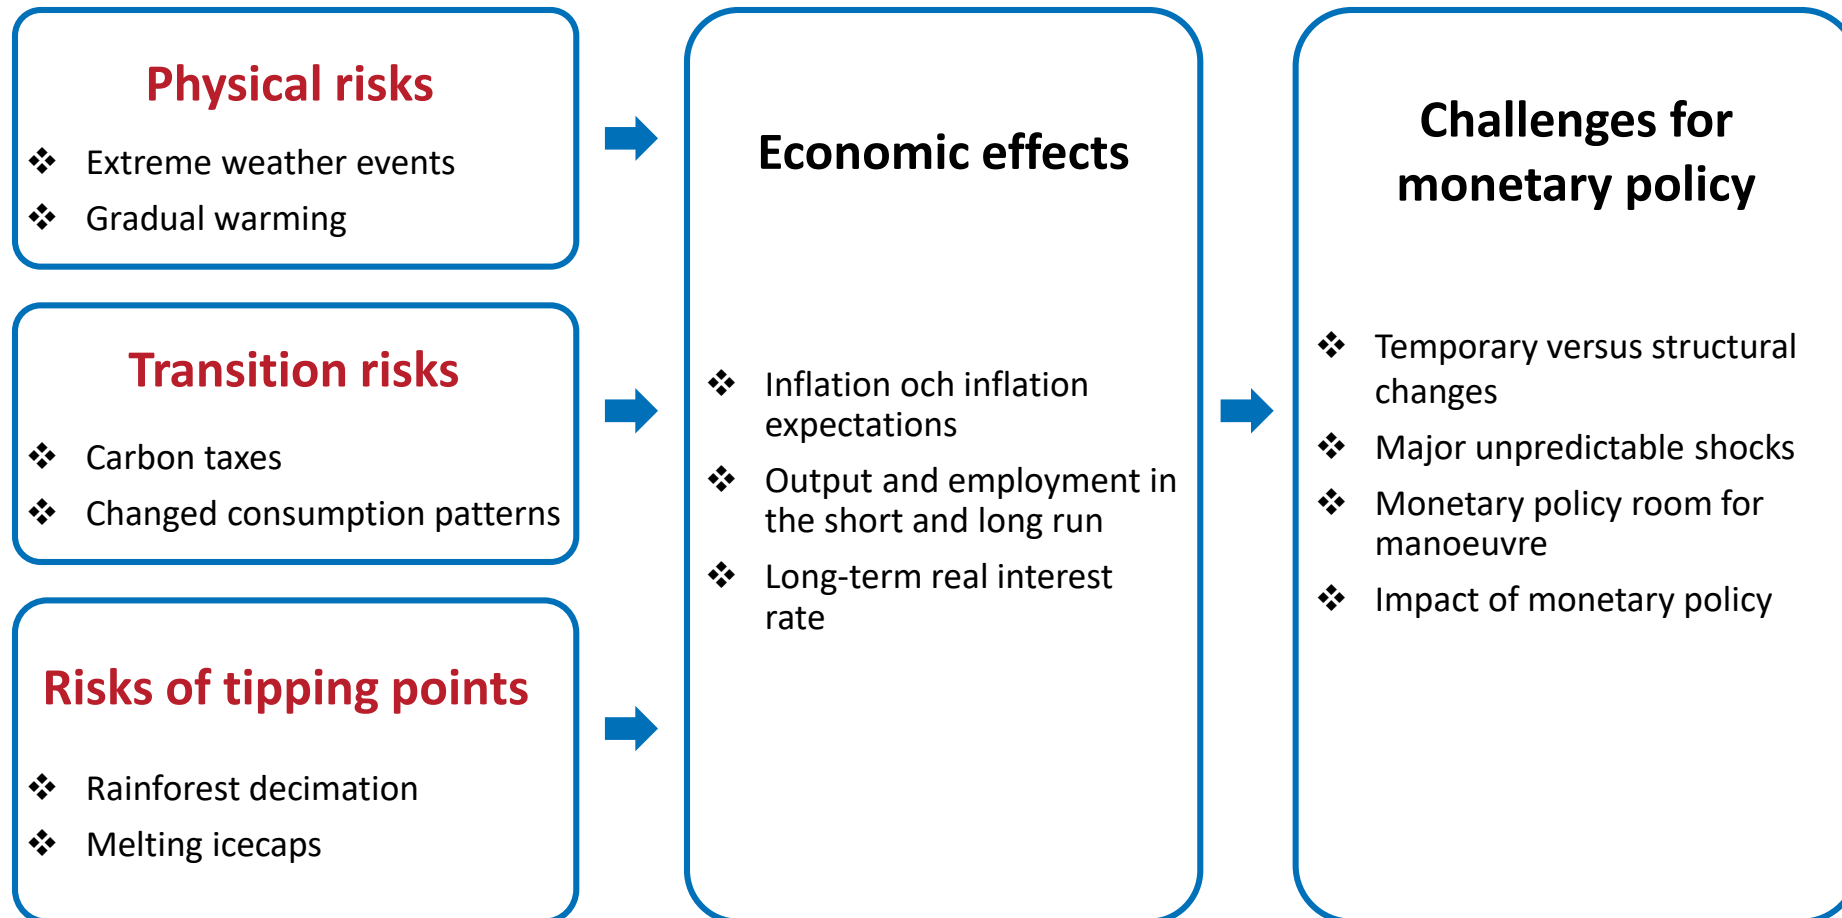 Physical risks
❖ Extreme weather events
❖ Gradual warming
Transition risks
❖ Carbon taxes
❖ Changed consumption patterns
Risks of tipping points
❖ Rainforest decimation
❖ Melting icecaps
Economic effects
❖ Inflation och inflation
expectations
❖ Output and employment in
the short and long run
❖ Long-term real interest
rate
Challenges for
monetary policy
❖ Temporary versus structural
changes
❖ Major unpredictable shocks
❖ Monetary policy room for
manoeuvre
❖ Impact of monetary policy